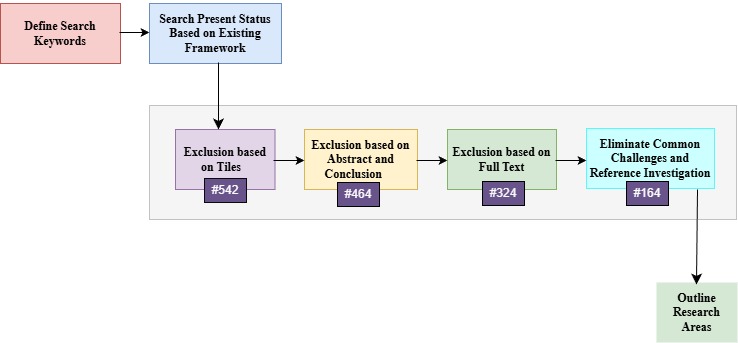 Define Search
Keywords
Search Present Status
Based on Existing
Framework
Exclusion based
on Tiles
#542
Exclusion based on
Abstract and
Conclusion
#464
Exclusion based on
Full Text
#324
Eliminate Common
Challenges and
Reference Investigation
#164
Outline
Research
Areas